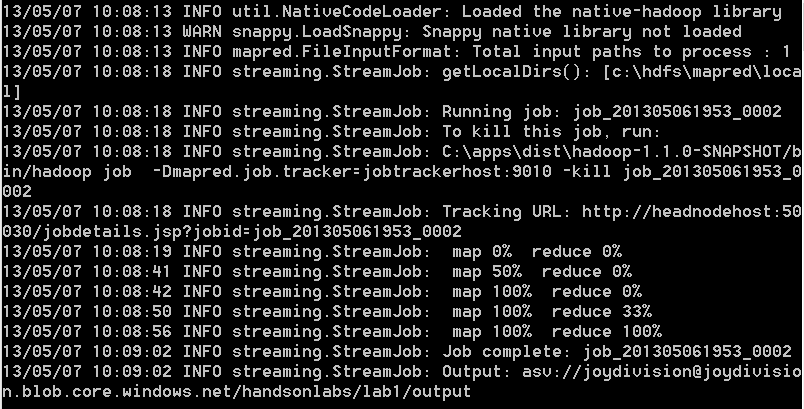 13/05/07 10:08:13 INFO util.NativeCodeLoader: Loaded the native-hadoop library
13/05/07 10:08:13 WARN snappy.LoadSnappy: Snappy native library not loaded
13/05/07 10:08:13 INFO mapred.FileInputFormat: Total input paths to process : 1
13/05/07 10:08:18 INFO streaming.StreamJob: getLocalDirs(): [c:\hdfs\mapred\loca
l]
13/05/07 10:08:18 INFO streaming.StreamJob: Running job: job_201305061953_0002
13/05/07 10:08:18 INFO streaming.StreamJob: To kill this job, run:
13/05/07 10:08:18 INFO streaming.StreamJob: C:\apps\dist\hadoop-1.1.0-SNAPSHOT/b
in/hadoop job  -Dmapred.job.tracker=jobtrackerhost:9010 -kill job_201305061953_0
002
13/05/07 10:08:18 INFO streaming.StreamJob: Tracking URL: http://headnodehost:50
030/jobdetails.jsp?jobid=job_201305061953_0002
13/05/07 10:08:19 INFO streaming.StreamJob:  map 0%  reduce 0%
13/05/07 10:08:41 INFO streaming.StreamJob:  map 50%  reduce 0%
13/05/07 10:08:42 INFO streaming.StreamJob:  map 100%  reduce 0%
13/05/07 10:08:50 INFO streaming.StreamJob:  map 100%  reduce 33%
13/05/07 10:08:56 INFO streaming.StreamJob:  map 100%  reduce 100%
13/05/07 10:09:02 INFO streaming.StreamJob: Job complete: job_201305061953_0002
13/05/07 10:09:02 INFO streaming.StreamJob: Output: asv://joydivision@joydivisio
n.blob.core.windows.net/handsonlabs/lab1/output